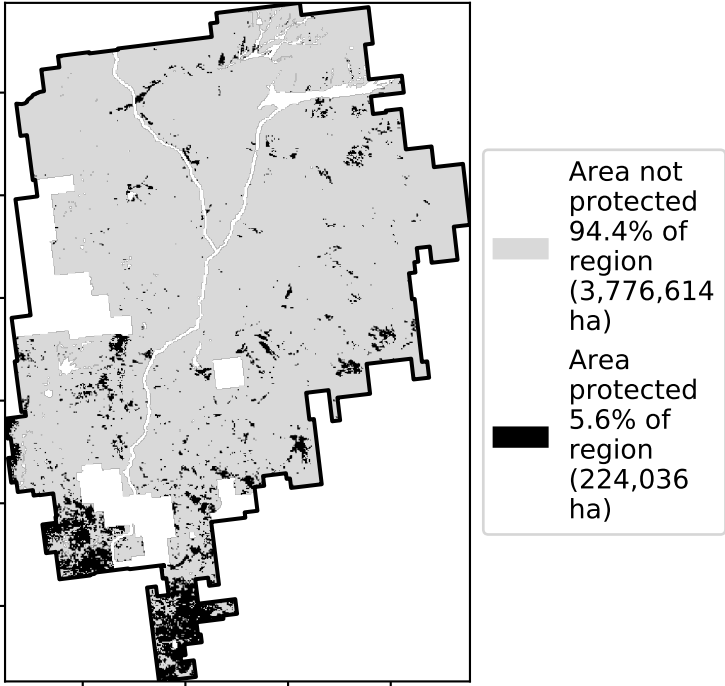 Area not
protected
94.4% of
region
(3,776,614
ha)
Area
protected
5.6% of
region
(224,036
ha)